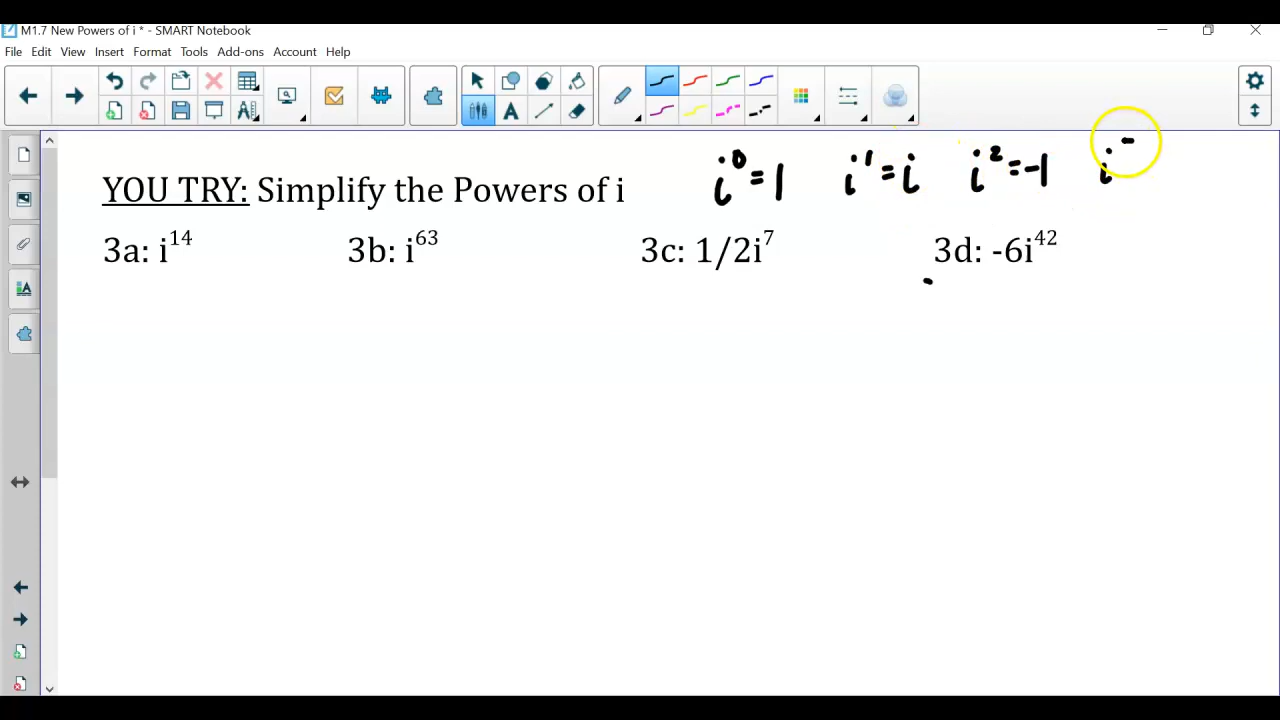 M1.7 New Powers of i * - SMART Notebook
File Edit View Insert Format Tools Add-ons Account Help
YOU TRY: Simplify the Powers of i i⁰ = 1 i¹ = i i² = -1 i
3a: i¹⁴ 3b: i⁶³ 3c: 1/2i⁷ 3d: -6i⁴²